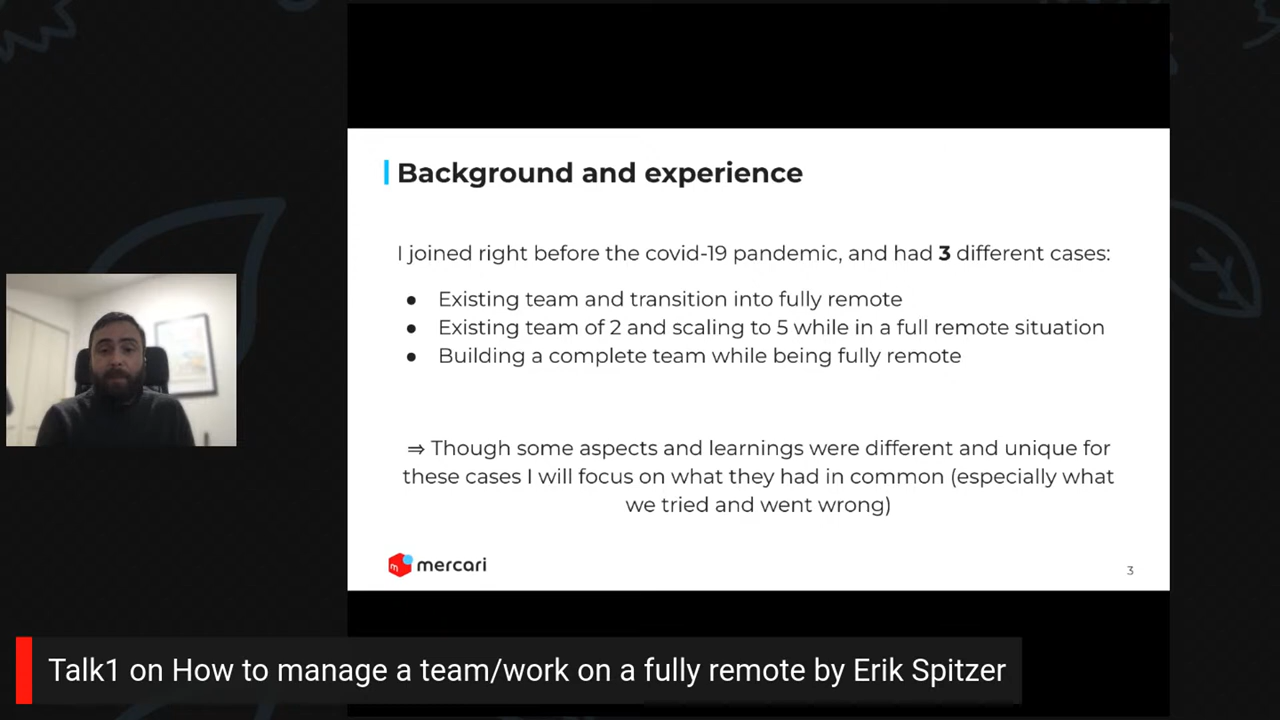 Background and experience
I joined right before the covid-19 pandemic, and had 3 different cases:
● Existing team and transition into fully remote
● Existing team of 2 and scaling to 5 while in a full remote situation
● Building a complete team while being fully remote
⇒ Though some aspects and learnings were different and unique for
these cases I will focus on what they had in common (especially what
we tried and went wrong)
mercari
3
Talk1 on How to manage a team/work on a fully remote by Erik Spitzer